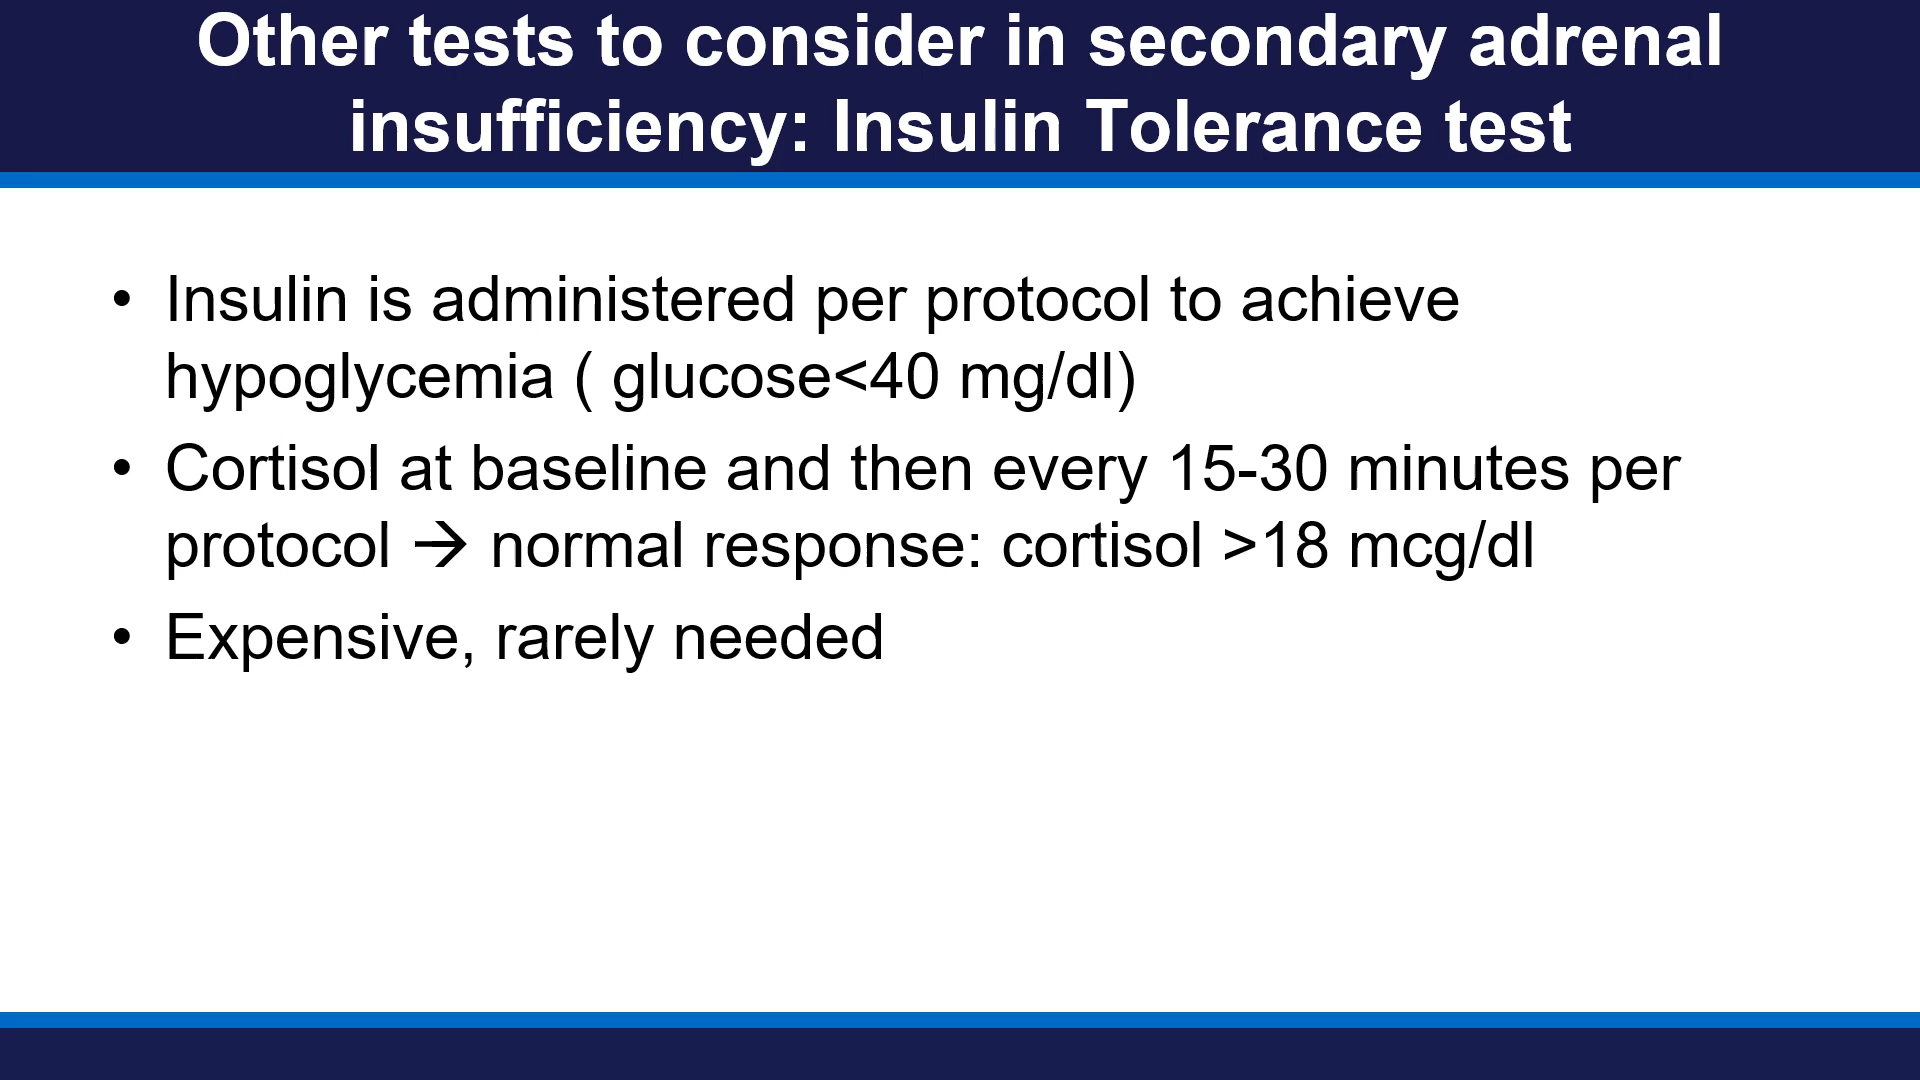 Other tests to consider in secondary adrenal
insufficiency: Insulin Tolerance test
• Insulin is administered per protocol to achieve
hypoglycemia ( glucose<40 mg/dl)
• Cortisol at baseline and then every 15-30 minutes per
protocol → normal response: cortisol >18 mcg/dl
• Expensive, rarely needed